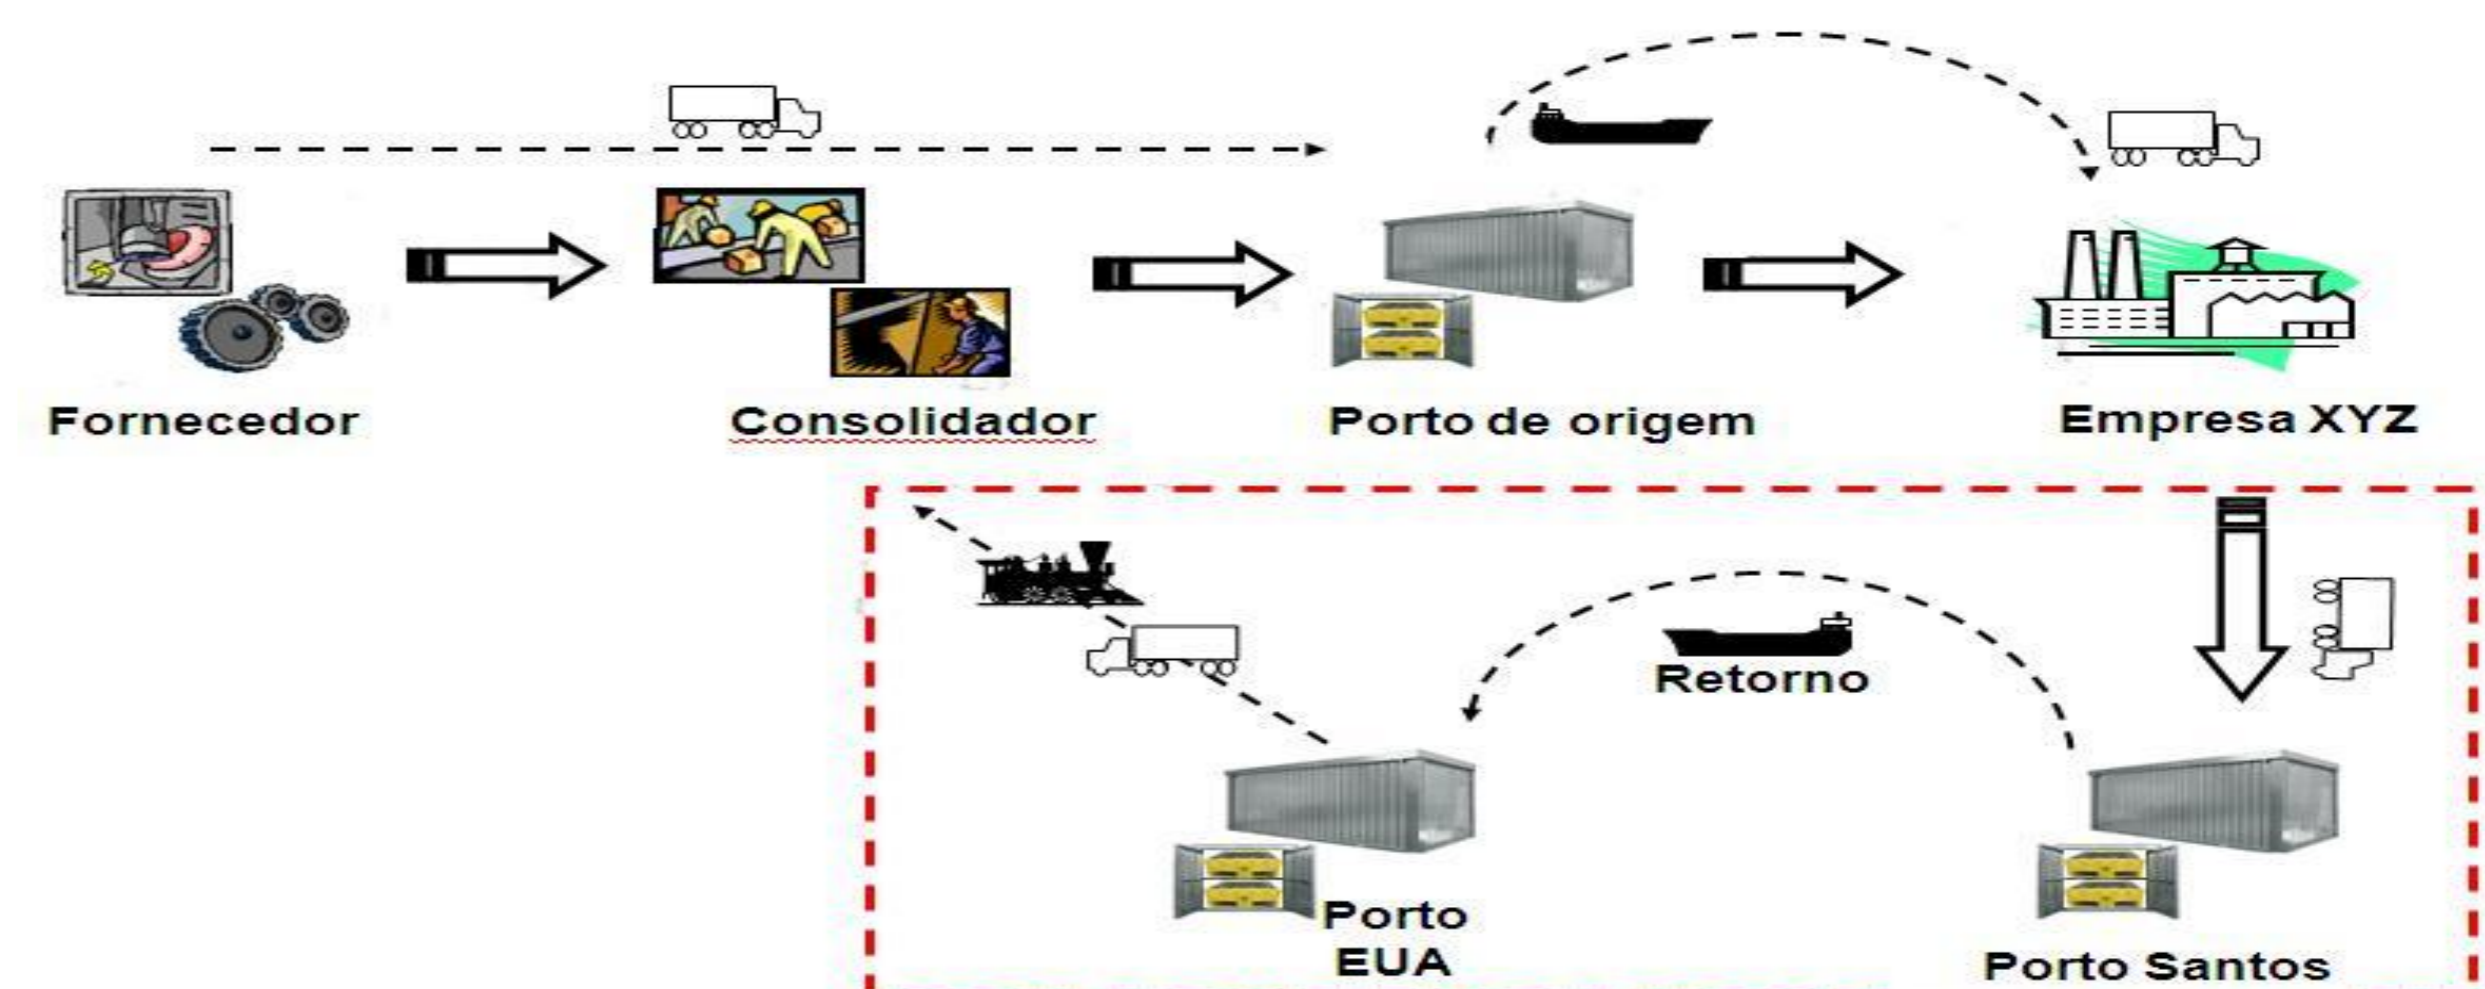 Fornecedor
Consolidador
Porto de origem
Empresa XYZ
Retorno
Porto
EUA
Porto Santos